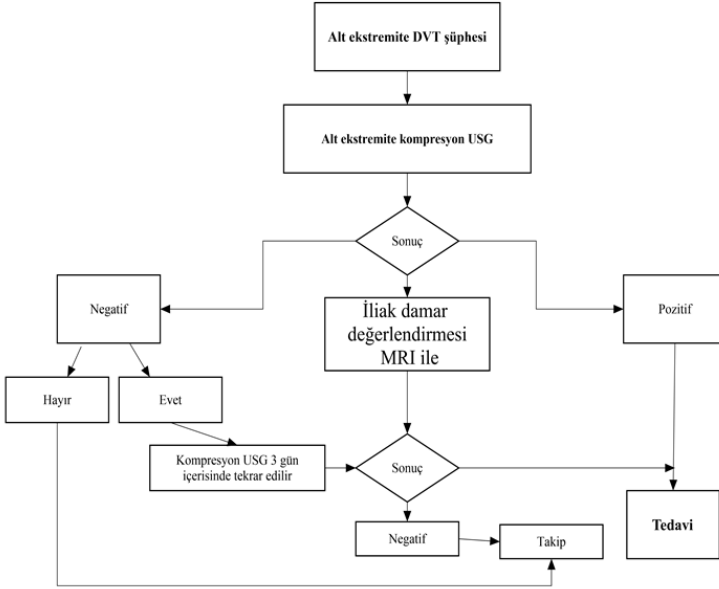 Alt ekstremite DVT şüphesi
Alt ekstremite kompresyon USG
Sonuç
Negatif
İliak damar
değerlendirmesi
MRI ile
Pozitif
Hayır
Evet
Kompresyon USG 3 gün
içerisinde tekrar edilir
Sonuç
Tedavi
Negatif
Takip